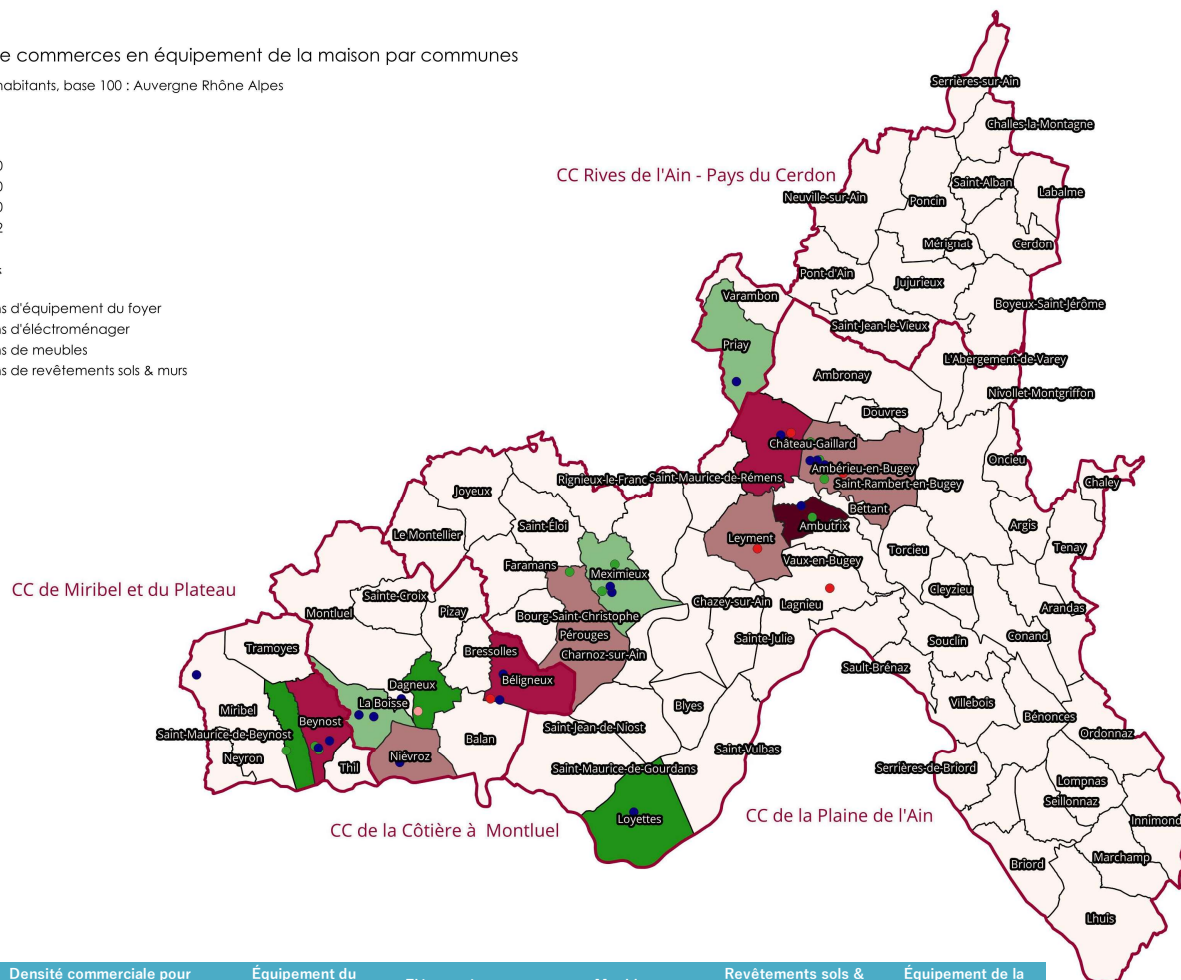 e commerces en équipement de la maison par communes
nabitants, base 100 : Auvergne Rhône Alpes
0
0
0
2
s
ns d'équipement du foyer
ns d'éléctroménager
ns de meubles
ns de revêtements sols & murs
Serrières-sur-Ain
Challes-la-Montagne
CC Rives de l'Ain - Pays du Cerdon
Saint-Alban
Labalme
Neuville-sur-Ain
Poncin
Mérignat
Cerdon
Pont-d'Ain
Jujurieux
Varambon
Boyeux-Saint-Jérôme
Saint-Jean-le-Vieux
Priay
L'Abergement-de-Varey
Ambronay
Nivollet-Montgriffon
Douvres
Château-Gaillard
Oncieu
Ambérieu-en-Bugey
Rignieux-le-Franc
Saint-Maurice-de-Rémens
Saint-Rambert-en-Bugey
Chaley
Joyeux
Bettant
Saint-Éloi
Ambutrix
Argis
Le Montellier
Leyment
Tenay
Torcieu
Faramans
Vaux-en-Bugey
Meximieux
CC de Miribel et du Plateau
Cleyzieu
Sainte-Croix
Chazey-sur-Ain
Lagnieu
Arandas
Montluel
Pizay
Bourg-Saint-Christophe
Pérouges
Sainte-Julie
Souclin
Conand
Tramoyes
Bressolles
Charnoz-sur-Ain
Sault-Brénaz
Béligneux
Dagneux
La Boisse
Villebois
Blyes
Miribel
Beynost
Bénonces
Saint-Jean-de-Niost
Saint-Maurice-de-Beynost
Ordonnaz
Balan
Saint-Vulbas
Neyron
Niévroz
Thil
Saint-Maurice-de-Gourdans
Serrières-de-Briord
Lompnas
Seillonnaz
Loyettes
CC de la Plaine de l'Ain
Innimond
CC de la Côtière à Montluel
Marchamp
Briord
Lhuis
Densité commerciale pour
Équipement du
Revêtements sols &
Équipement de la